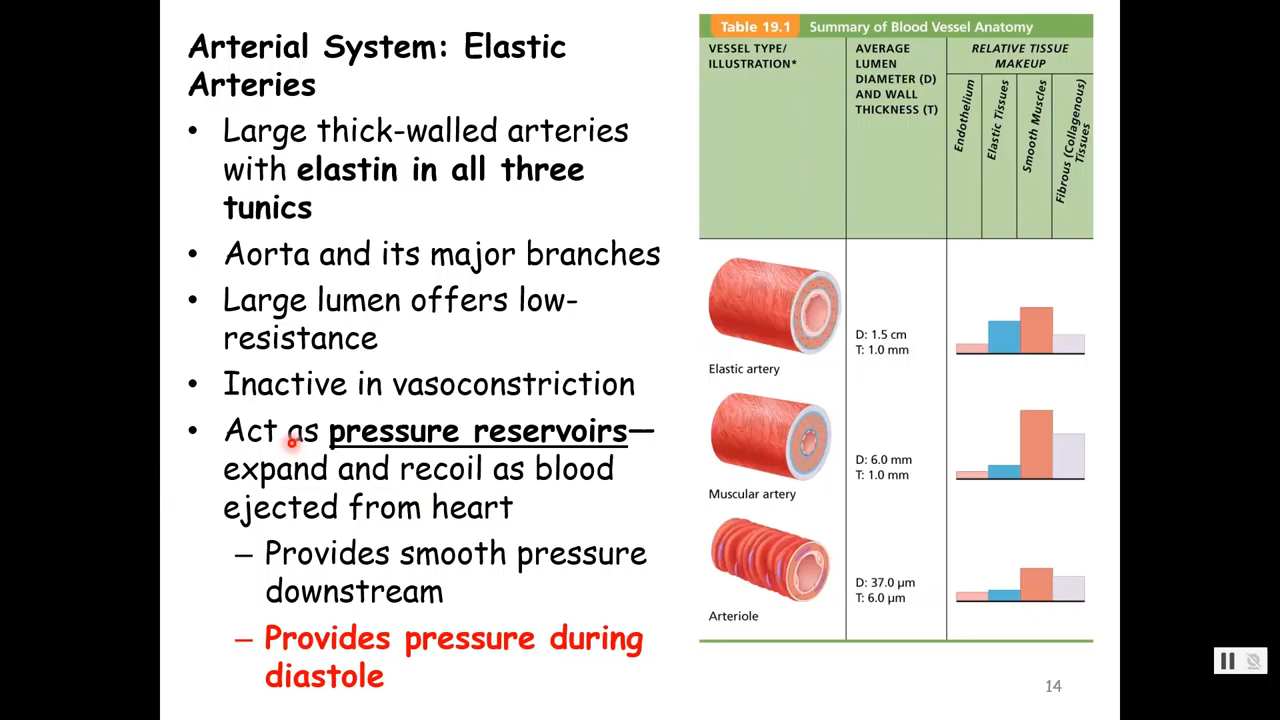 Arterial System: Elastic
Arteries
• Large thick-walled arteries
with elastin in all three
tunics
• Aorta and its major branches
• Large lumen offers low-
resistance
• Inactive in vasoconstriction
• Act as pressure reservoirs—
expand and recoil as blood
ejected from heart
– Provides smooth pressure
downstream
– Provides pressure during
diastole
Table 19.1 Summary of Blood Vessel Anatomy
VESSEL TYPE/
ILLUSTRATION*
AVERAGE
LUMEN
DIAMETER (D)
AND WALL
THICKNESS (T)
RELATIVE TISSUE
MAKEUP
Endothelium
Elastic Tissues
Smooth Muscles
Fibrous (Collagenous)
Tissues
Elastic artery
D: 1.5 cm
T: 1.0 mm
Muscular artery
D: 6.0 mm
T: 1.0 mm
Arteriole
D: 37.0 µm
T: 6.0 µm
14